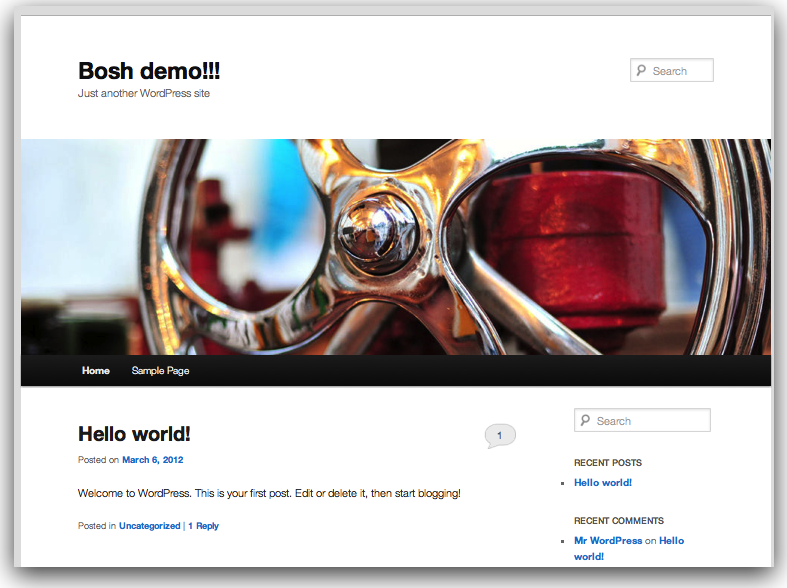 Bosh demo!!!
Just another WordPress site
Search
Home Sample Page
Hello world!
1
Posted on March 6, 2012
Welcome to WordPress. This is your first post. Edit or delete it, then start blogging!
Posted in Uncategorized | 1 Reply
Search
RECENT POSTS
Hello world!
RECENT COMMENTS
Mr WordPress on Hello
world!